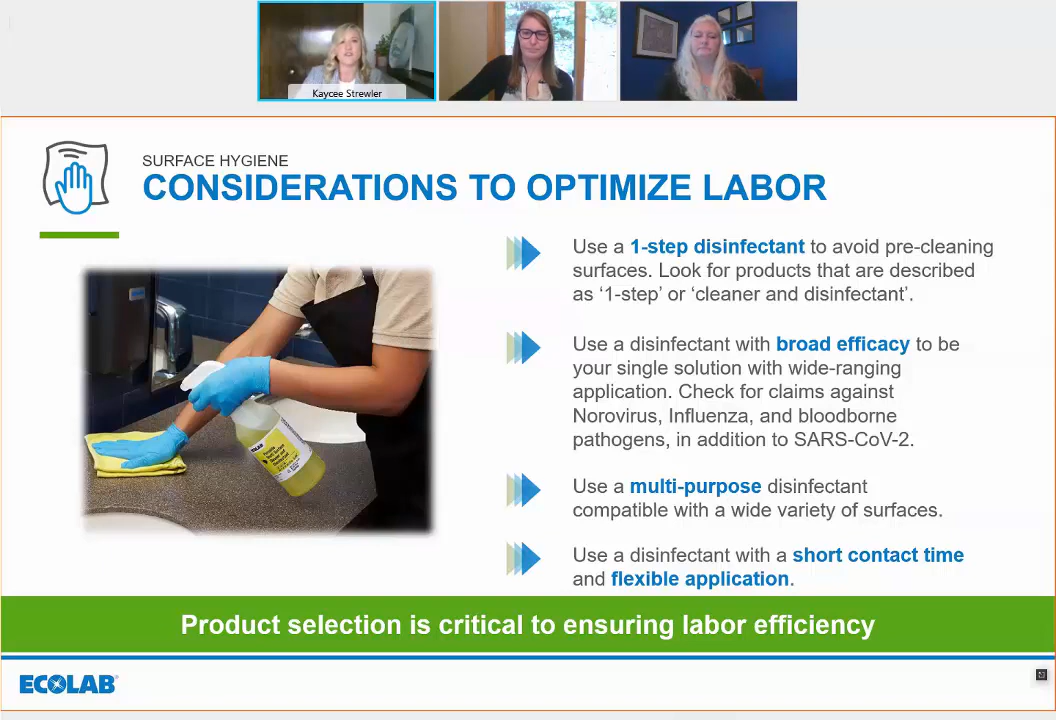 Kaycee Strewler
SURFACE HYGIENE
CONSIDERATIONS TO OPTIMIZE LABOR
Use a 1-step disinfectant to avoid pre-cleaning
surfaces. Look for products that are described
as ‘1-step’ or ‘cleaner and disinfectant’.
Use a disinfectant with broad efficacy to be
your single solution with wide-ranging
application. Check for claims against
Norovirus, Influenza, and bloodborne
pathogens, in addition to SARS-CoV-2.
Use a multi-purpose disinfectant
compatible with a wide variety of surfaces.
Use a disinfectant with a short contact time
and flexible application.
ECOLAB
Product selection is critical to ensuring labor efficiency
ECOLAB®